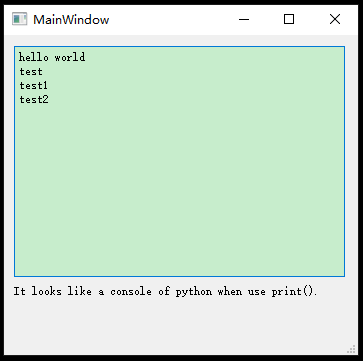 MainWindow
hello world
test
test1
test2
It looks like a console of python when use print().